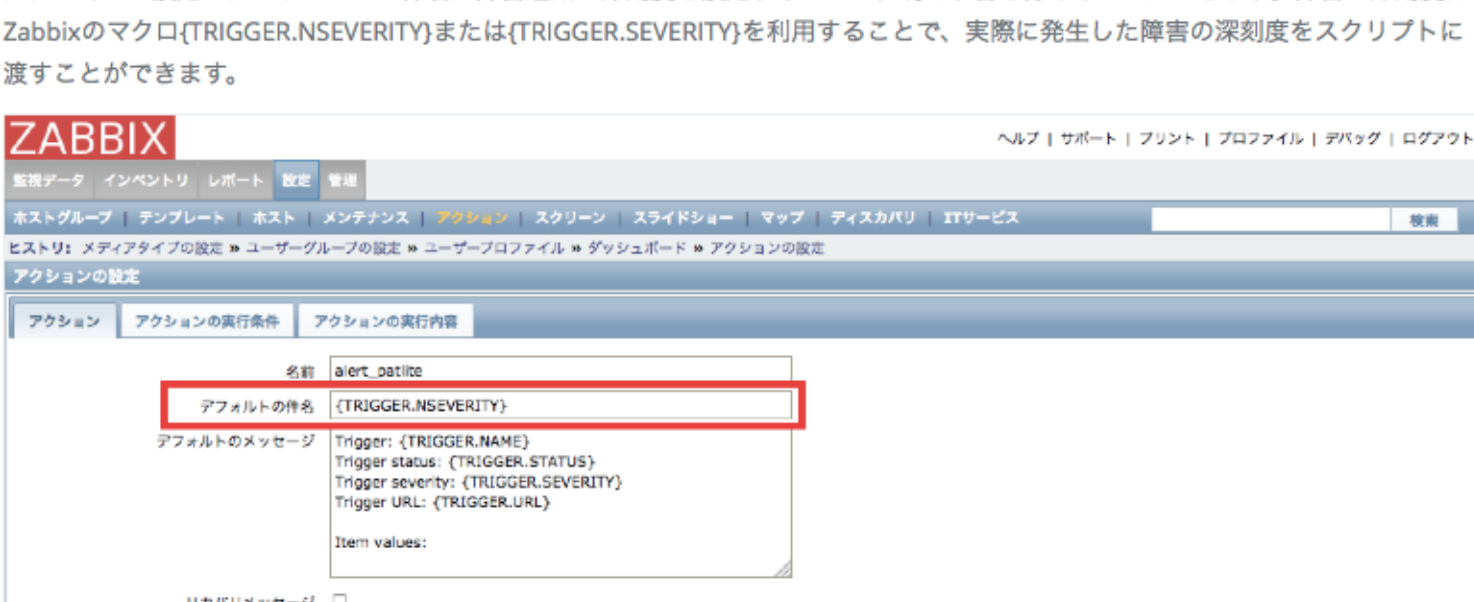 Zabbixのマクロ{TRIGGER.NSEVERITY}または{TRIGGER.SEVERITY}を利用することで、実際に発生した障害の深刻度をスクリプトに
渡すことができます。
ZABBIX
ヘルプ | サポート | プリント | プロファイル | デバッグ | ログアウト
監視データ インベントリ レポート 設定 管理
ホストグループ | テンプレート | ホスト | メンテナンス | アクション | スクリーン | スライドショー | マップ | ディスカバリ | ITサービス 検索
ヒストリ: メディアタイプの設定 » ユーザーグループの設定 » ユーザープロファイル » ダッシュボード » アクションの設定
アクションの設定
アクション アクションの実行条件 アクションの実行内容
名前 alert_patlite
デフォルトの件名 {TRIGGER.NSEVERITY}
デフォルトのメッセージ Trigger: {TRIGGER.NAME}
Trigger status: {TRIGGER.STATUS}
Trigger severity: {TRIGGER.SEVERITY}
Trigger URL: {TRIGGER.URL}
Item values:
リカバリメッセージ